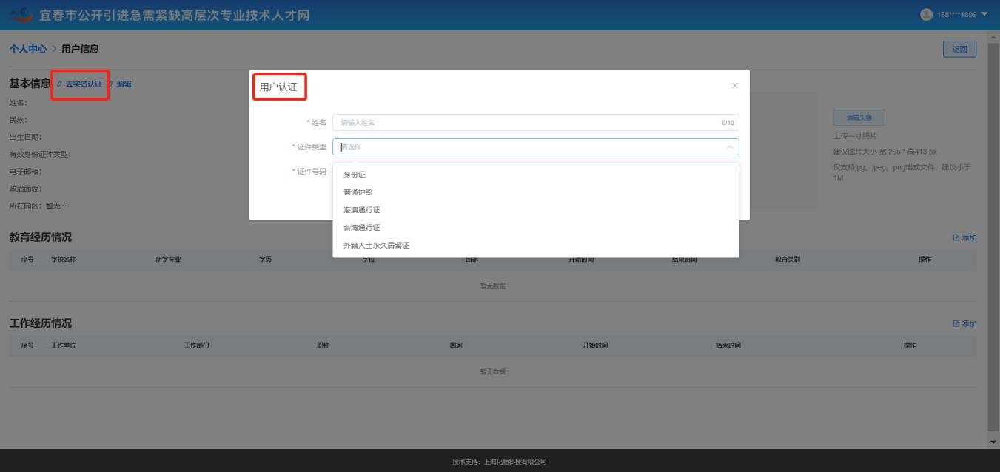 宜春市公开引进急需紧缺高层次专业技术人才网
188****1899
个人中心 > 用户信息
返回
基本信息 去实名认证 编辑
姓名：
民族：
出生日期：
有效身份证件类型：
电子邮箱：
政治面貌：
所在园区：暂无~
用户认证
* 姓名 请输入姓名 0/10
* 证件类型 请选择
* 证件号码
身份证
普通护照
港澳通行证
台湾通行证
外籍人士永久居留证
编辑头像
上传一寸照片
建议图片大小 宽 295 * 高413 px
仅支持jpg、jpeg、png格式文件，建议小于
1M
教育经历情况 添加
序号 学校名称 所学专业 学历 学位 国家 开始时间 结束时间 教育类别 操作
暂无数据
工作经历情况 添加
序号 工作单位 工作部门 职称 国家 开始时间 结束时间 操作
暂无数据
技术支持：上海化物科技有限公司